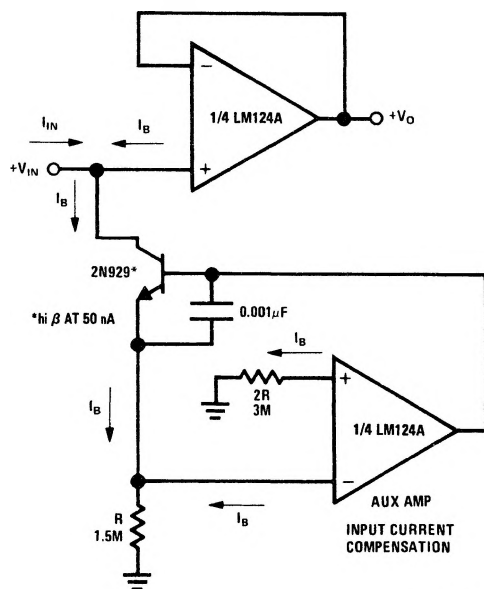 1/4 LM124A
−
+
+V_O
I_IN
I_B
+V_IN
I_B
2N929*
*hi β AT 50 nA
0.001μF
I_B
2R
3M
+
1/4 LM124A
−
I_B
I_B
R
1.5M
AUX AMP
INPUT CURRENT
COMPENSATION